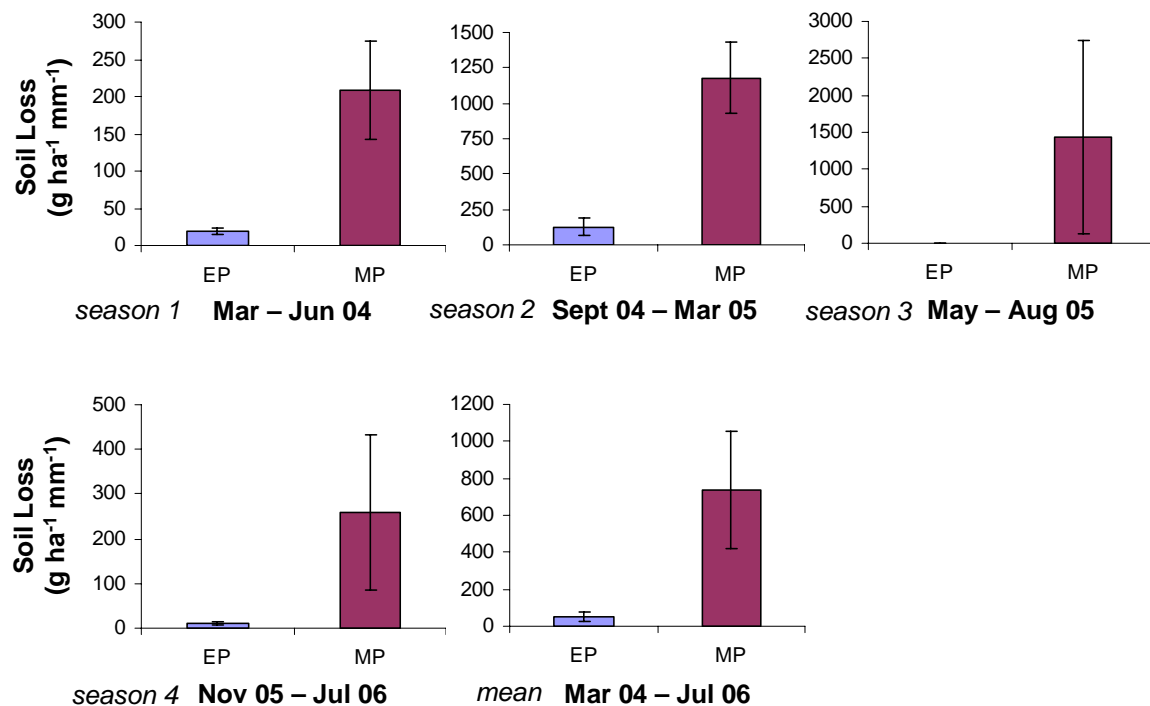 Soil Loss
(g ha⁻¹ mm⁻¹)
300
250
200
150
100
50
0
EP MP
season 1 Mar – Jun 04
1500
1250
1000
750
500
250
0
EP MP
season 2 Sept 04 – Mar 05
3000
2500
2000
1500
1000
500
0
EP MP
season 3 May – Aug 05
Soil Loss
(g ha⁻¹ mm⁻¹)
500
400
300
200
100
0
EP MP
season 4 Nov 05 – Jul 06
1200
1000
800
600
400
200
0
EP MP
mean Mar 04 – Jul 06